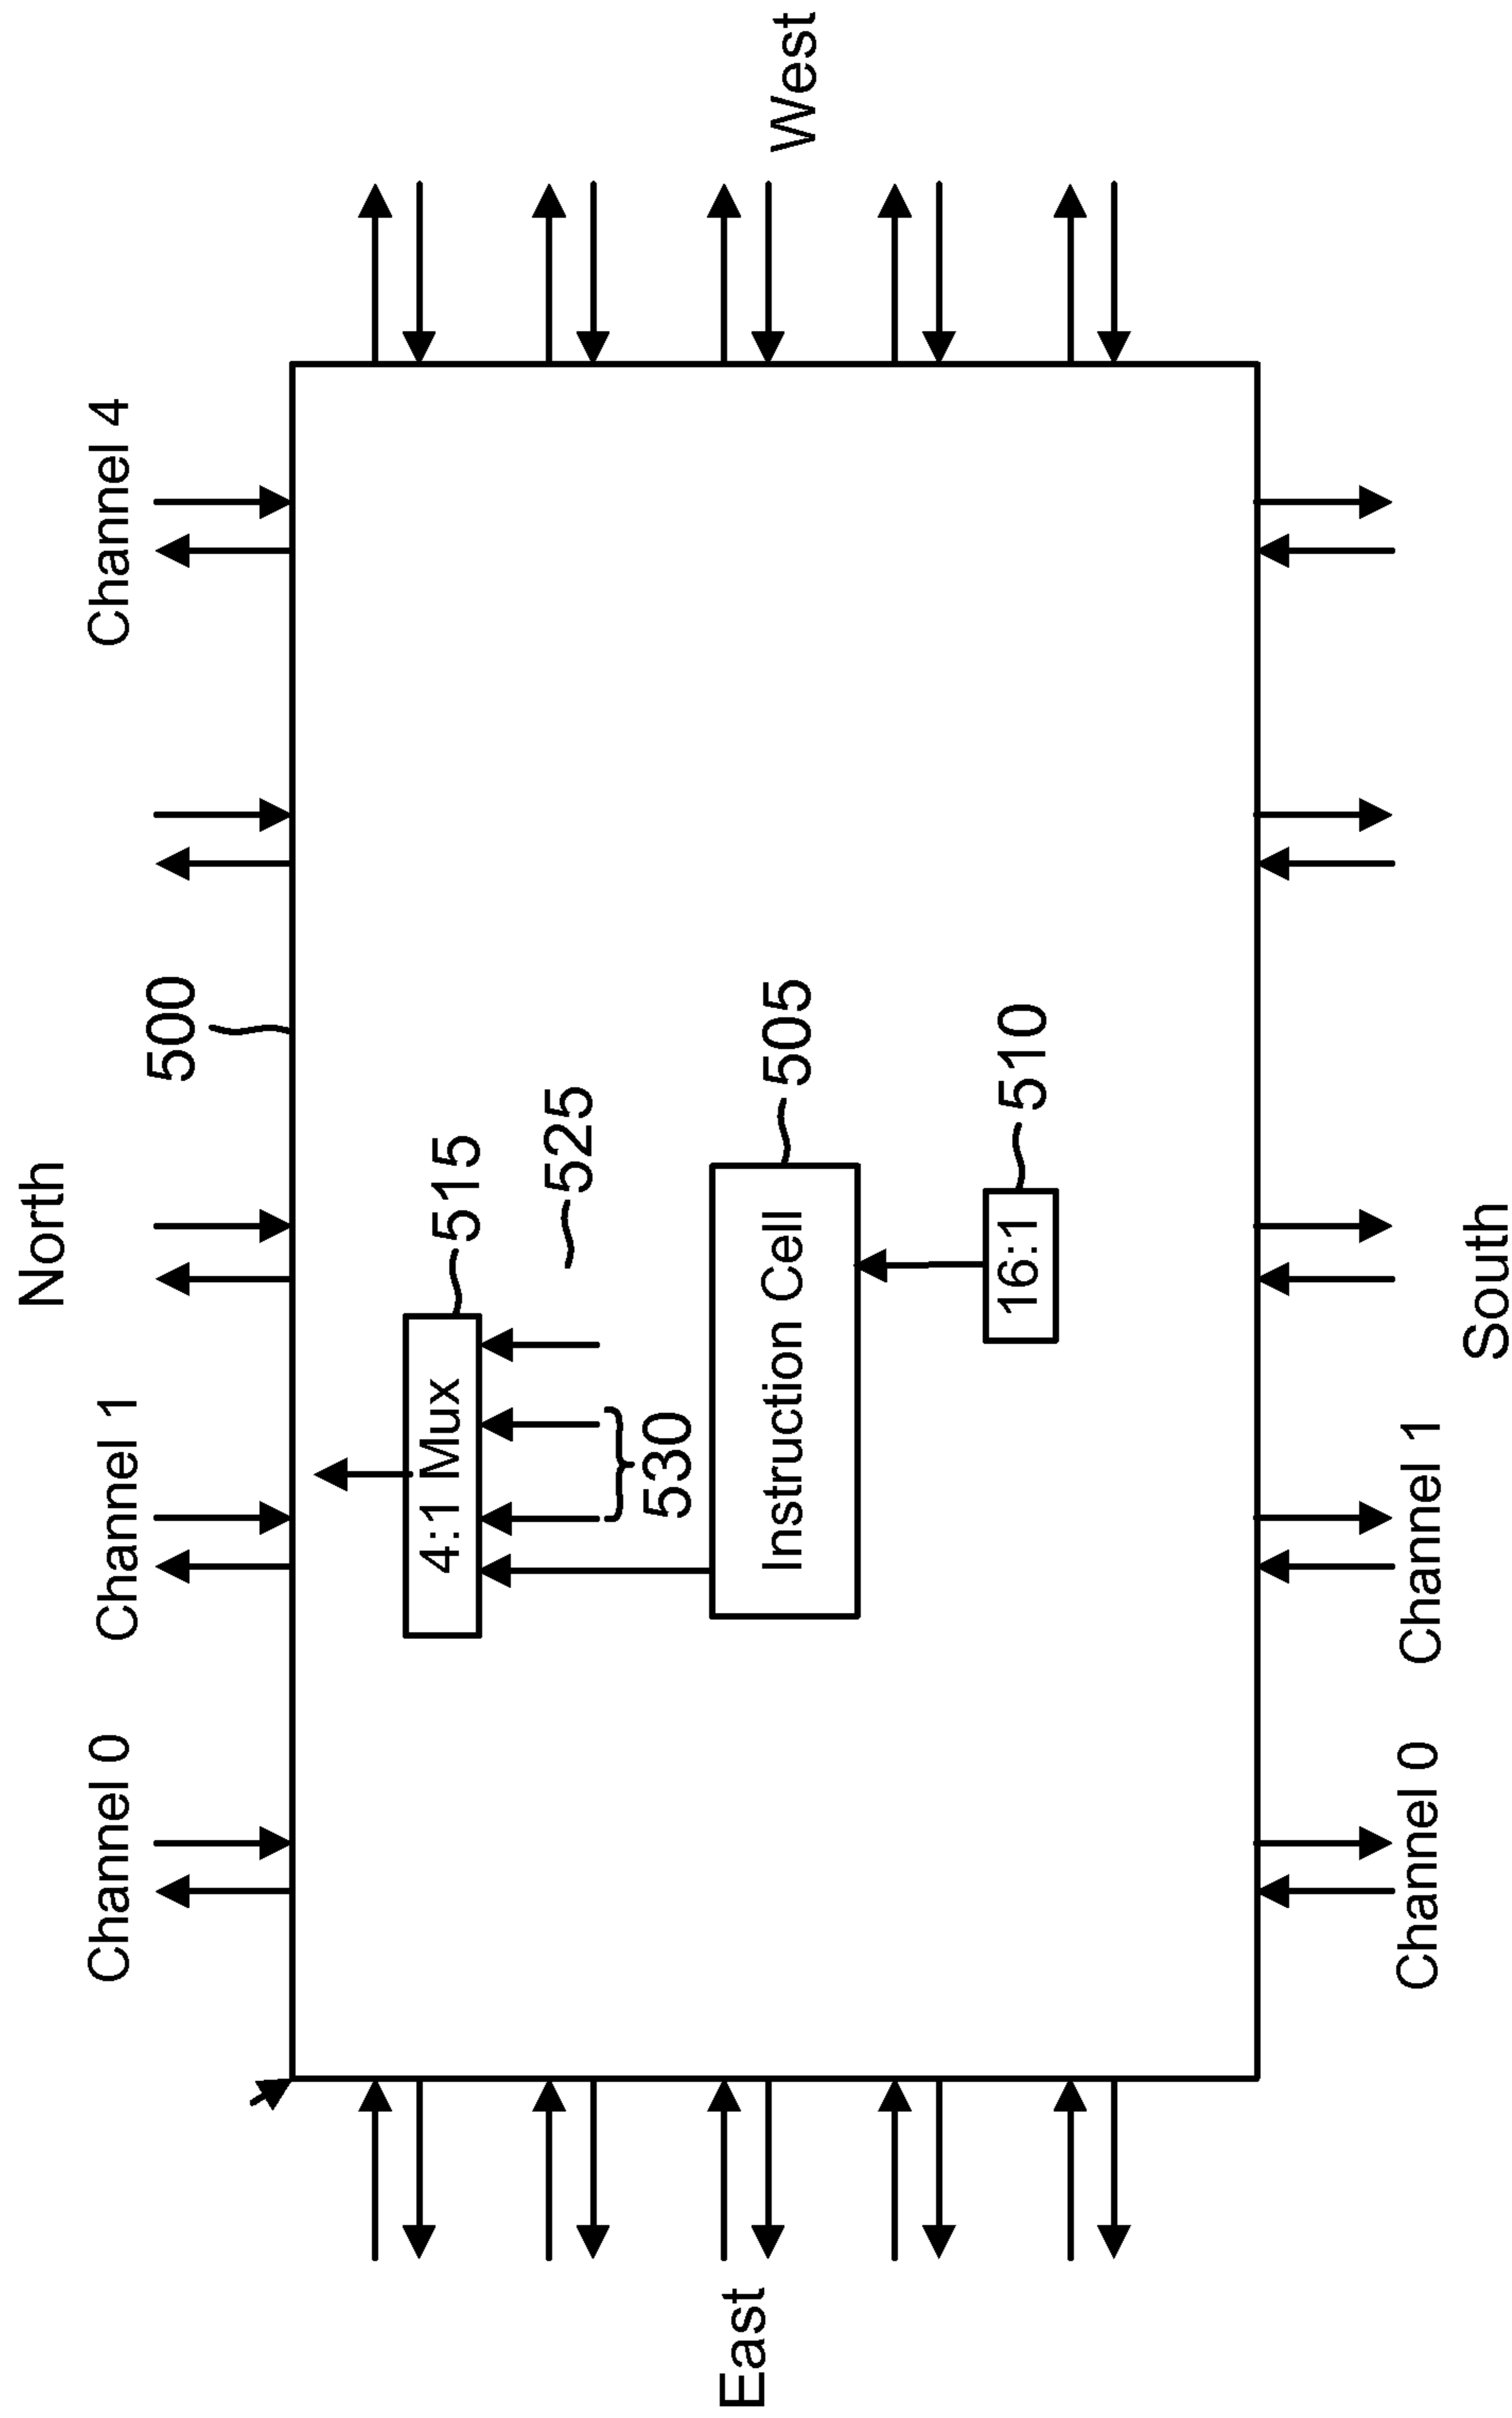 North
Channel 0
Channel 1
Channel 4
500
4:1 Mux
515
525
530
East
Instruction Cell
505
West
16:1
510
Channel 0
Channel 1
South